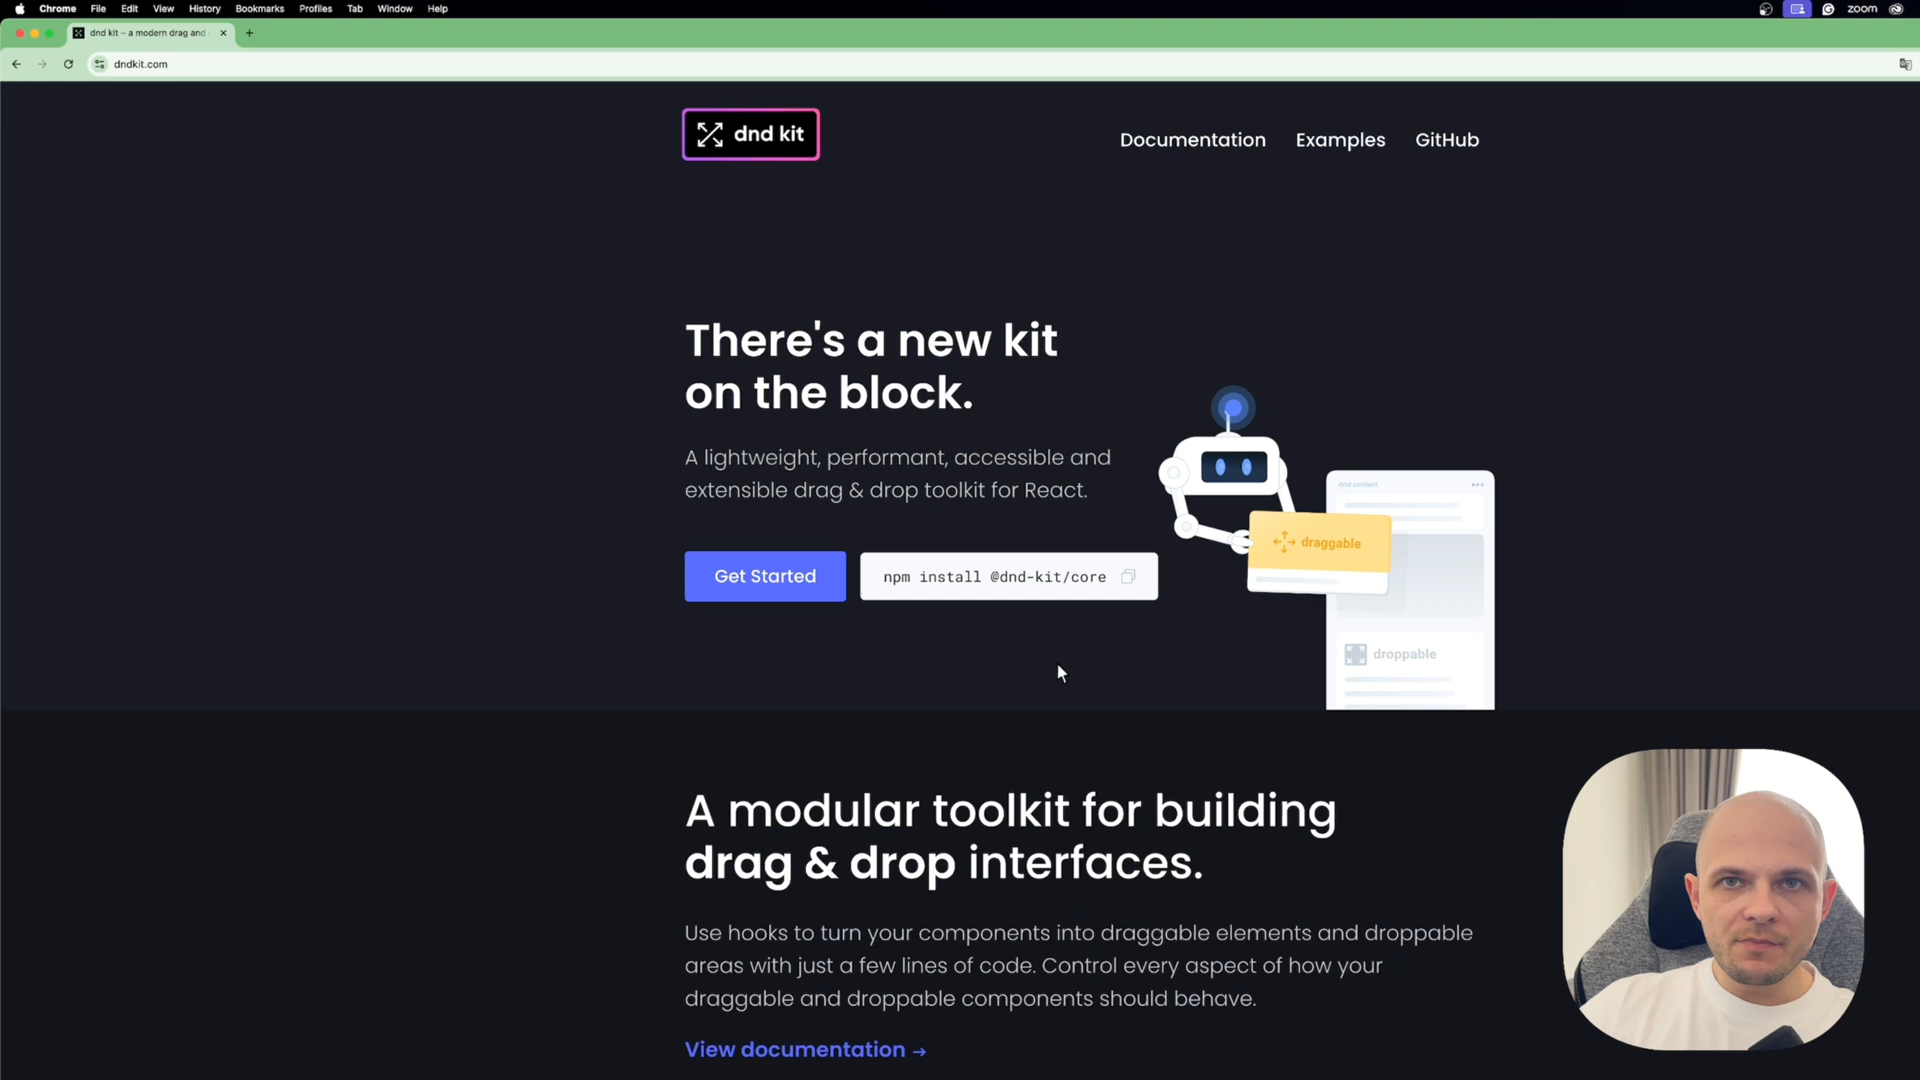 Chrome File Edit View History Bookmarks Profiles Tab Window Help
zoom
dnd kit – a modern drag and
dndkit.com
dnd kit
Documentation Examples GitHub
There's a new kit
on the block.
A lightweight, performant, accessible and
extensible drag & drop toolkit for React.
Get Started
npm install @dnd-kit/core
dnd context
draggable
droppable
A modular toolkit for building
drag & drop interfaces.
Use hooks to turn your components into draggable elements and droppable
areas with just a few lines of code. Control every aspect of how your
draggable and droppable components should behave.
View documentation →